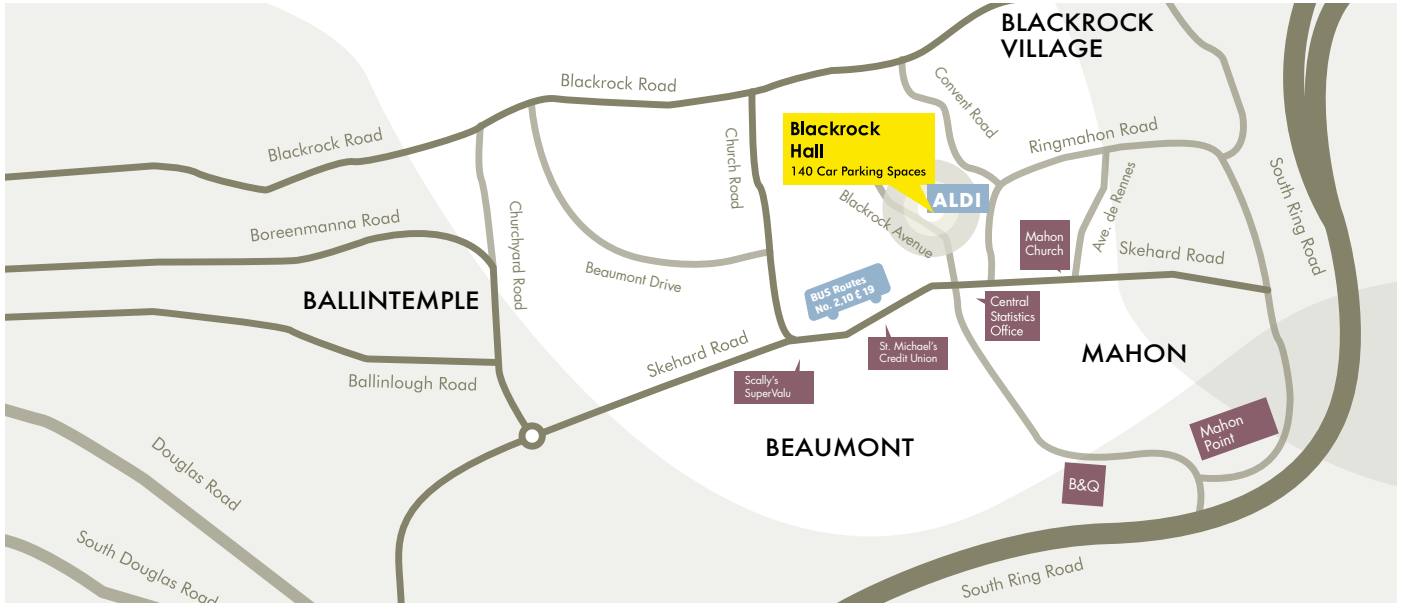 BLACKROCK
VILLAGE
Blackrock Road
Convent Road
Blackrock
Hall
140 Car Parking Spaces
Ringmahon Road
Blackrock Road
Church Road
ALDI
South Ring Road
Ave. de Rennes
Blackrock Avenue
Boreenmanna Road
Churchyard Road
Mahon
Church
Skehard Road
Beaumont Drive
BUS Routes
No. 2,10 & 19
BALLINTEMPLE
Central
Statistics
Office
Skehard Road
St. Michael's
Credit Union
MAHON
Ballinlough Road
Scally's
SuperValu
Mahon
Point
BEAUMONT
Douglas Road
B&Q
South Douglas Road
South Ring Road